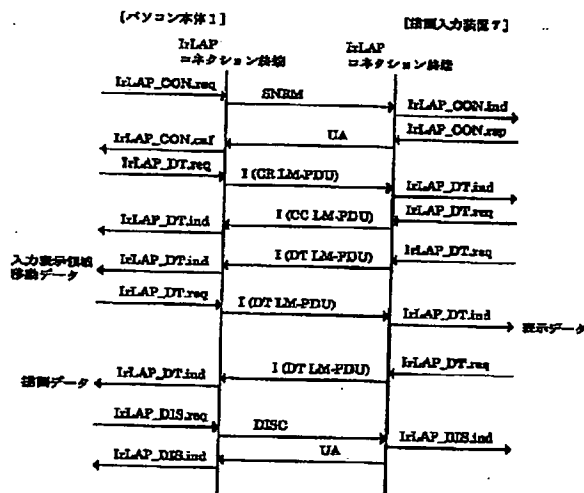 [パソコン本体1] [描画入力装置7]
IrLAP IrLAP
コネクション終端 コネクション終端
IrLAP_CON.req
SNRM
IrLAP_CON.ind
IrLAP_CON.rsp
UA
IrLAP_CON.cnf
IrLAP_DT.req
I (CR LM-PDU)
IrLAP_DT.ind
IrLAP_DT.req
I (CC LM-PDU)
IrLAP_DT.ind
IrLAP_DT.req
I (DT LM-PDU)
IrLAP_DT.ind
入力表示領域
移動データ
IrLAP_DT.req
I (DT LM-PDU)
IrLAP_DT.ind
表示データ
IrLAP_DT.req
I (DT LM-PDU)
IrLAP_DT.ind
描画データ
IrLAP_DIS.req
DISC
IrLAP_DIS.ind
UA
IrLAP_DIS.ind